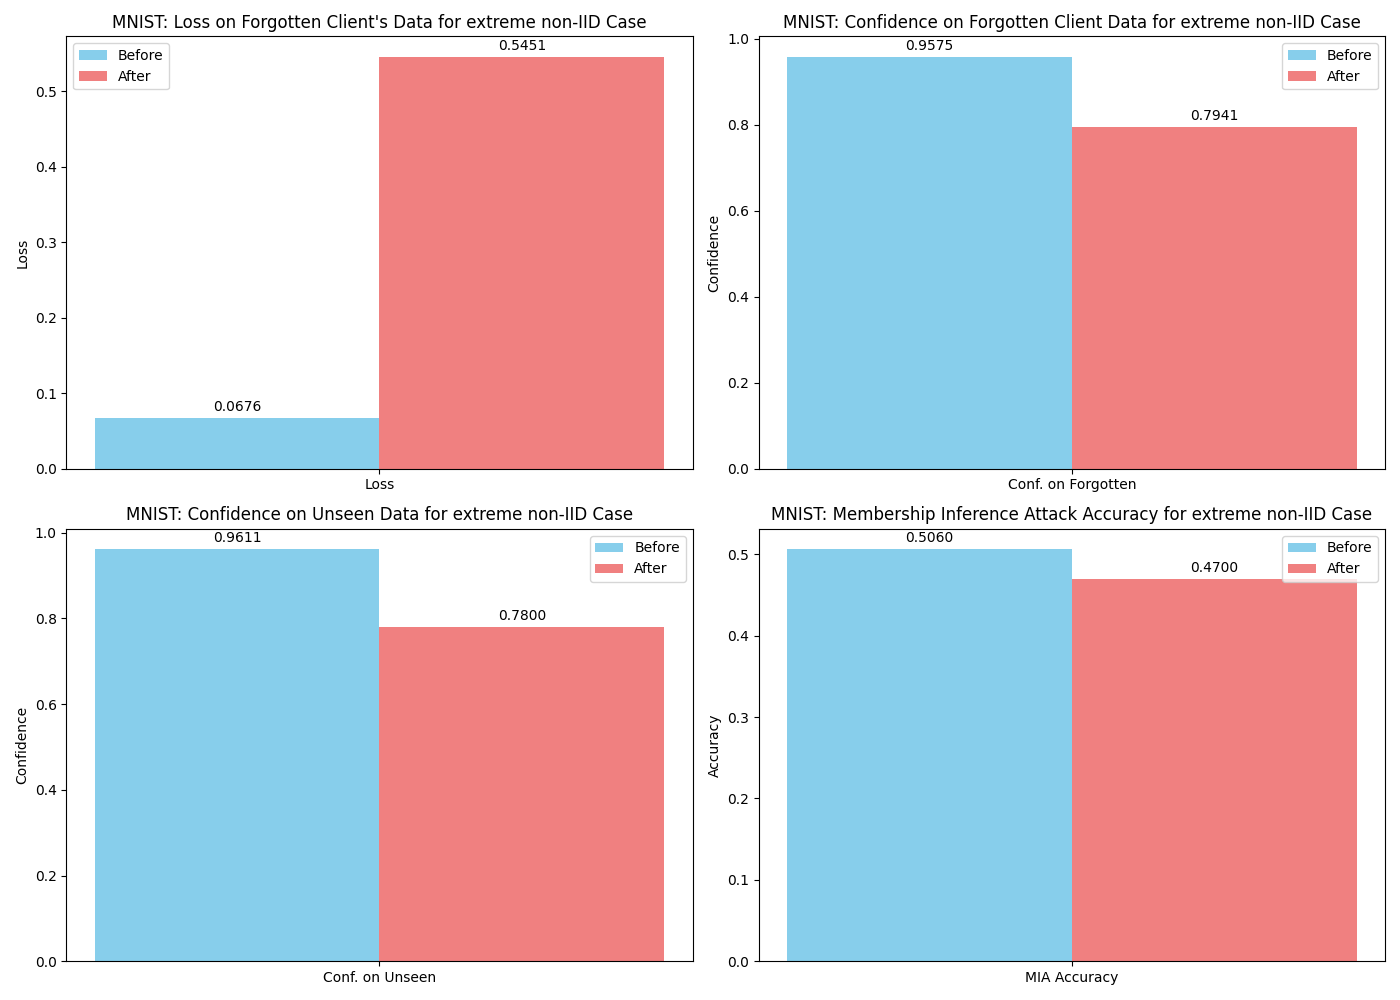 MNIST: Loss on Forgotten Client's Data for extreme non-IID Case
Before
After
0.0676
0.5451
0.5
0.4
0.3
0.2
0.1
0.0
Loss
Loss
MNIST: Confidence on Forgotten Client Data for extreme non-IID Case
Before
After
0.9575
0.7941
1.0
0.8
0.6
0.4
0.2
0.0
Confidence
Conf. on Forgotten
MNIST: Confidence on Unseen Data for extreme non-IID Case
Before
After
0.9611
0.7800
1.0
0.8
0.6
0.4
0.2
0.0
Confidence
Conf. on Unseen
MNIST: Membership Inference Attack Accuracy for extreme non-IID Case
Before
After
0.5060
0.4700
0.5
0.4
0.3
0.2
0.1
0.0
Accuracy
MIA Accuracy